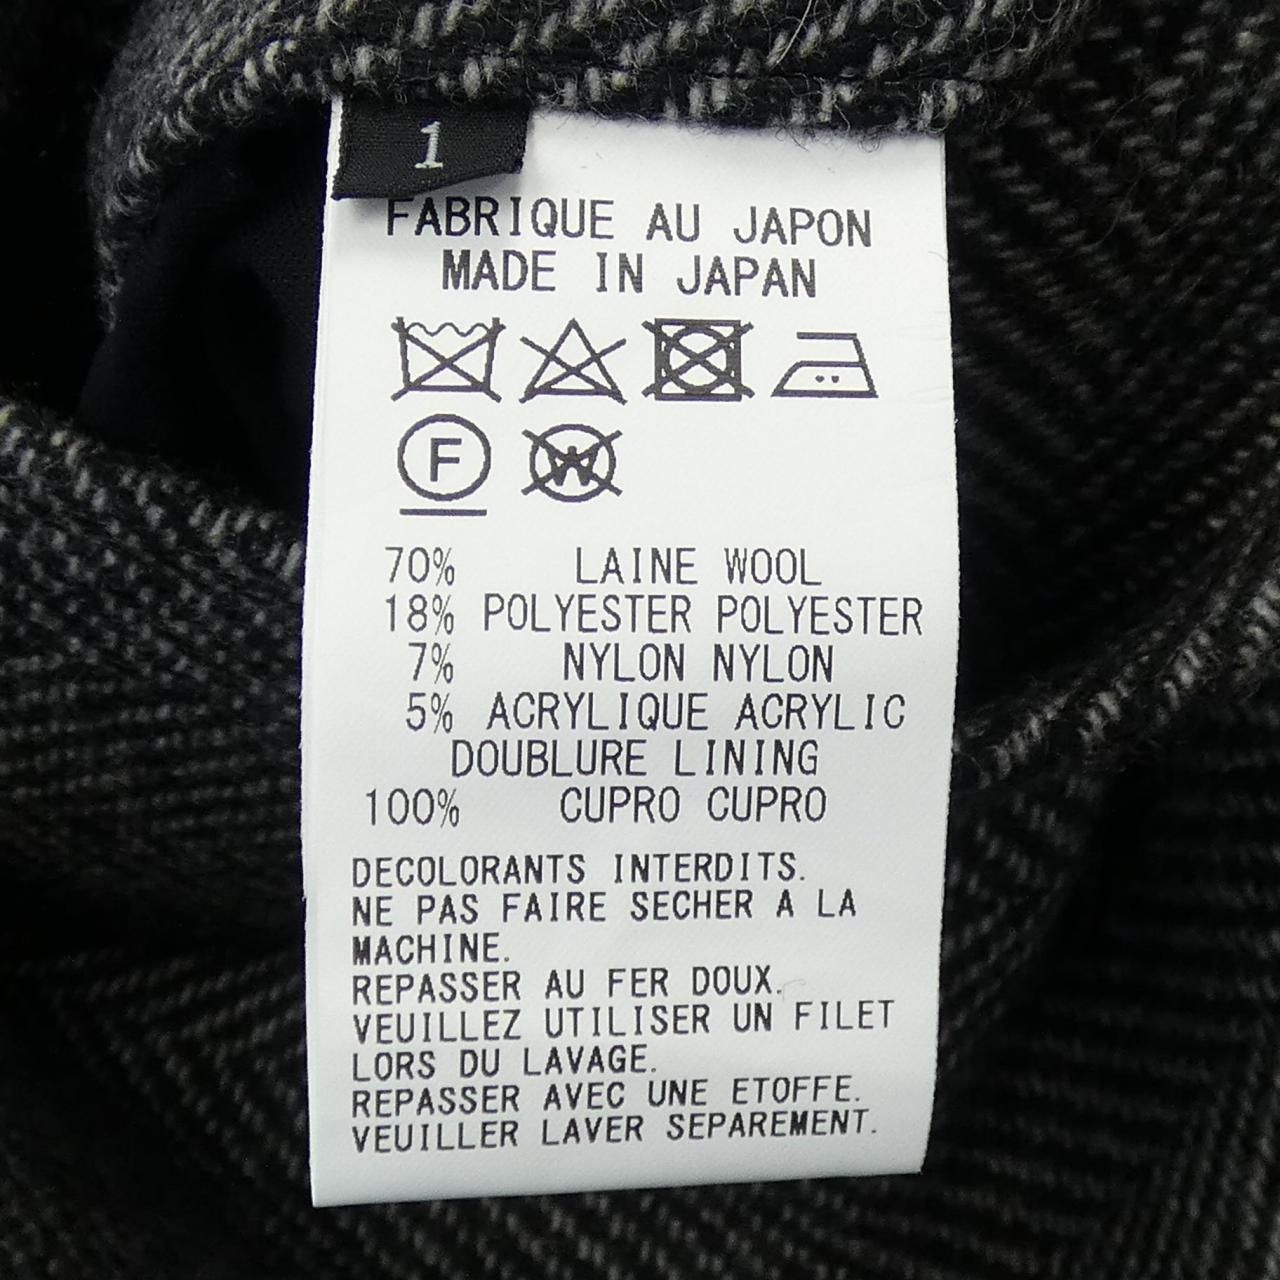 1
FABRIQUE AU JAPON
MADE IN JAPAN
F W
70% LAINE WOOL
18% POLYESTER POLYESTER
7% NYLON NYLON
5% ACRYLIQUE ACRYLIC
DOUBLURE LINING
100% CUPRO CUPRO
DECOLORANTS INTERDITS.
NE PAS FAIRE SECHER A LA
MACHINE.
REPASSER AU FER DOUX.
VEUILLEZ UTILISER UN FILET
LORS DU LAVAGE.
REPASSER AVEC UNE ETOFFE.
VEUILLER LAVER SEPAREMENT.